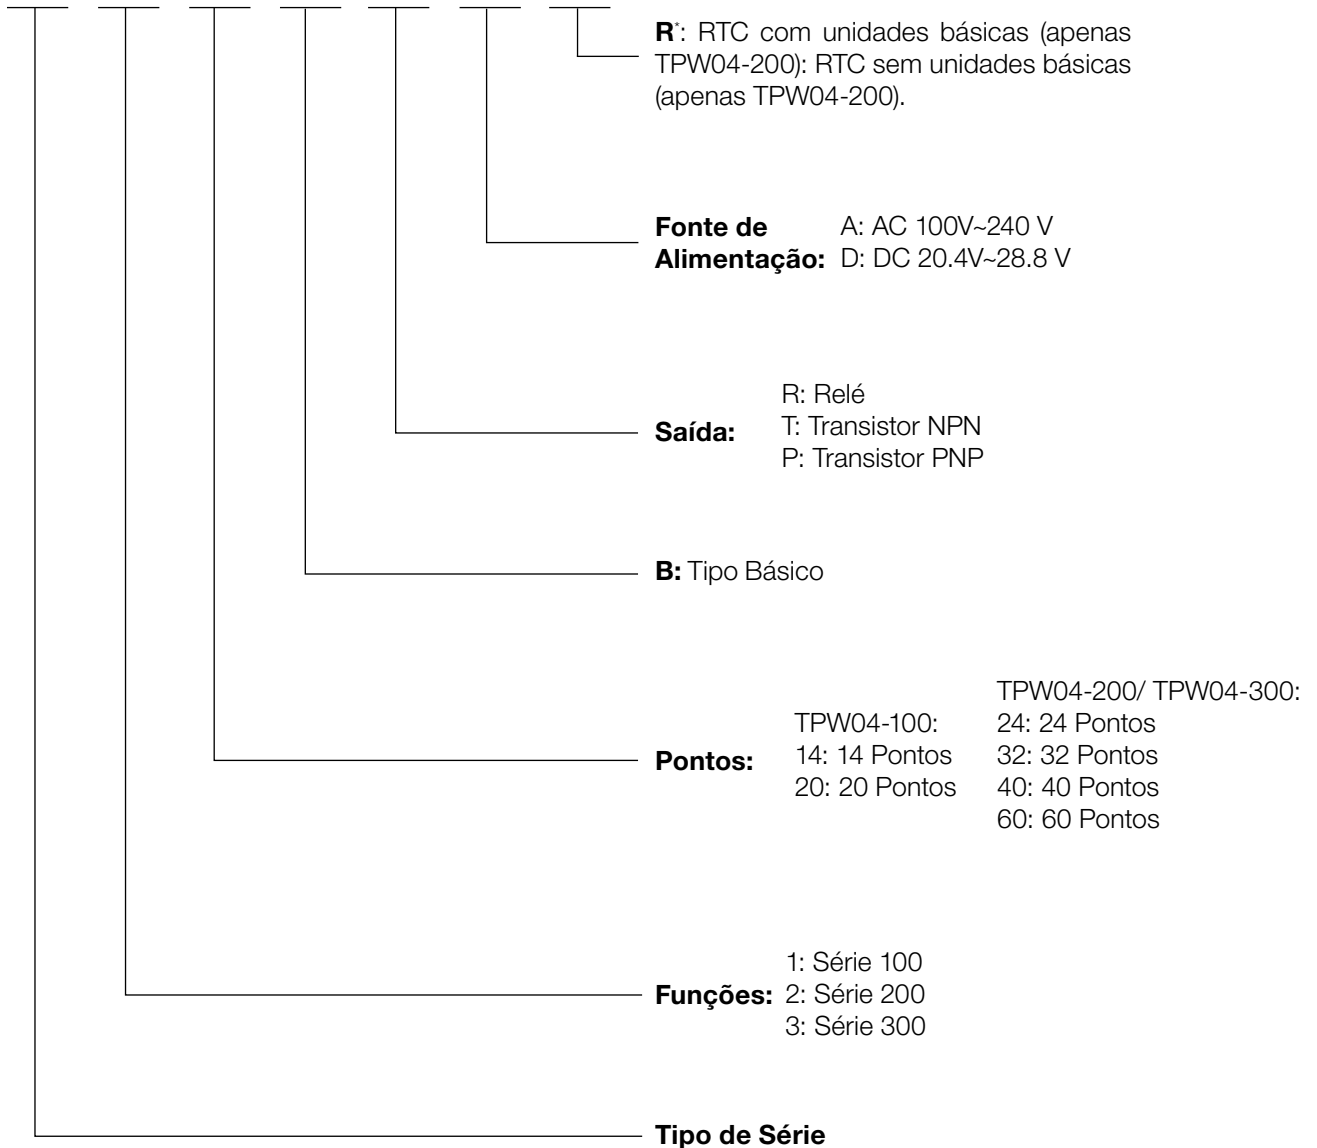 R*: RTC com unidades básicas (apenas
TPW04-200): RTC sem unidades básicas
(apenas TPW04-200).
Fonte de
Alimentação:
A: AC 100V~240 V
D: DC 20.4V~28.8 V
Saída:
R: Relé
T: Transistor NPN
P: Transistor PNP
B: Tipo Básico
Pontos:
TPW04-100:
14: 14 Pontos
20: 20 Pontos
TPW04-200/ TPW04-300:
24: 24 Pontos
32: 32 Pontos
40: 40 Pontos
60: 60 Pontos
Funções:
1: Série 100
2: Série 200
3: Série 300
Tipo de Série